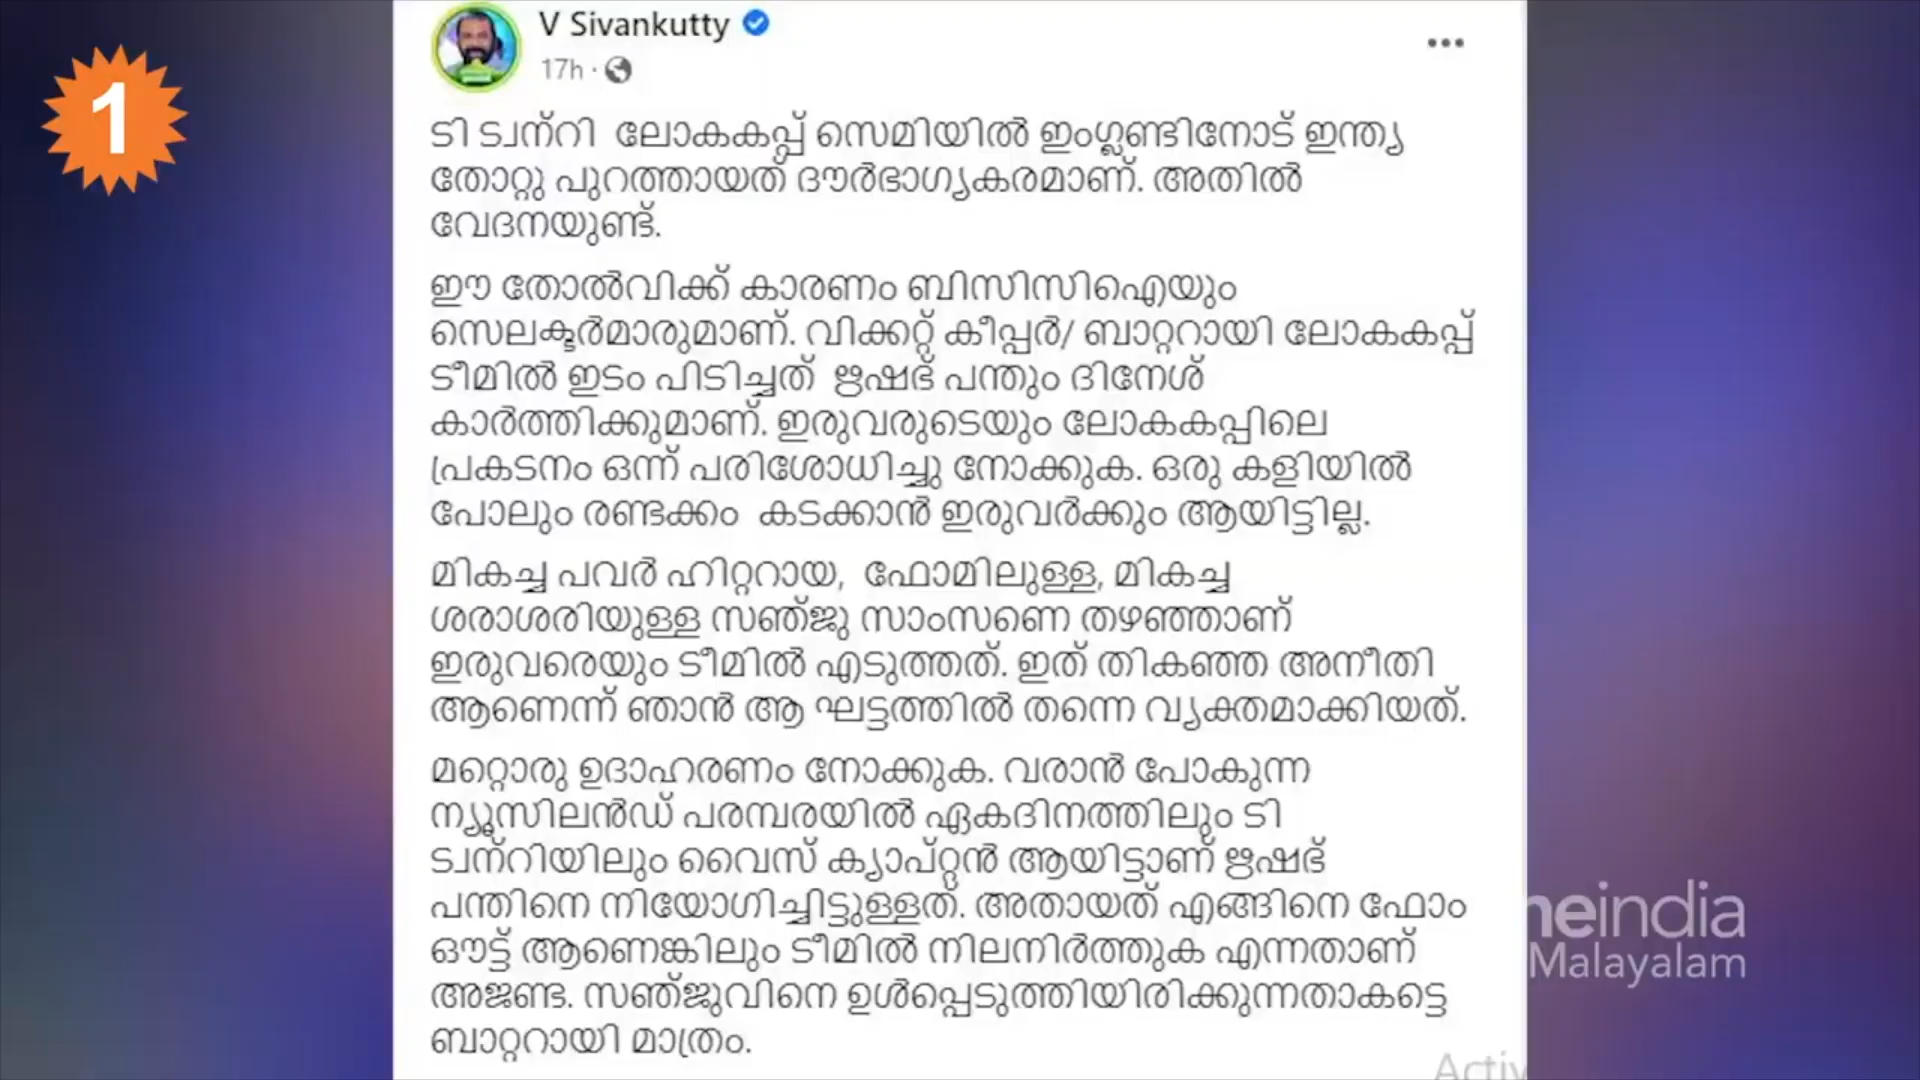 1
V Sivankutty
17h ·
ടി ട്വന്റി ലോകകപ്പ് സെമിയിൽ ഇംഗ്ലണ്ടിനോട് ഇന്ത്യ
തോറ്റു പുറത്തായത് ദൗർഭാഗ്യകരമാണ്. അതിൽ
വേദനയുണ്ട്.
ഈ തോൽവിക്ക് കാരണം ബിസിസിഐയും
സെലക്ടർമാരുമാണ്. വിക്കറ്റ് കീപ്പർ/ ബാറ്ററായി ലോകകപ്പ്
ടീമിൽ ഇടം പിടിച്ചത് ഋഷഭ് പന്തും ദിനേശ്
കാർത്തിക്കുമാണ്. ഇരുവരുടെയും ലോകകപ്പിലെ
പ്രകടനം ഒന്ന് പരിശോധിച്ചു നോക്കുക. ഒരു കളിയിൽ
പോലും രണ്ടക്കം കടക്കാൻ ഇരുവർക്കും ആയിട്ടില്ല.
മികച്ച പവർ ഹിറ്ററായ, ഫോമിലുള്ള, മികച്ച
ശരാശരിയുള്ള സഞ്ജു സാംസണെ തഴഞ്ഞാണ്
ഇരുവരെയും ടീമിൽ എടുത്തത്. ഇത് തികഞ്ഞ അനീതി
ആണെന്ന് ഞാൻ ആ ഘട്ടത്തിൽ തന്നെ വ്യക്തമാക്കിയത്.
മറ്റൊരു ഉദാഹരണം നോക്കുക. വരാൻ പോകുന്ന
ന്യൂസിലൻഡ് പരമ്പരയിൽ ഏകദിനത്തിലും ടി
ട്വന്റിയിലും വൈസ് ക്യാപ്റ്റൻ ആയിട്ടാണ് ഋഷഭ്
പന്തിനെ നിയോഗിച്ചിട്ടുള്ളത്. അതായത് എങ്ങിനെ ഫോം
ഔട്ട് ആണെങ്കിലും ടീമിൽ നിലനിർത്തുക എന്നതാണ്
അജണ്ട. സഞ്ജുവിനെ ഉൾപ്പെടുത്തിയിരിക്കുന്നതാകട്ടെ
ബാറ്ററായി മാത്രം.
neindia
Malayalam
Activ